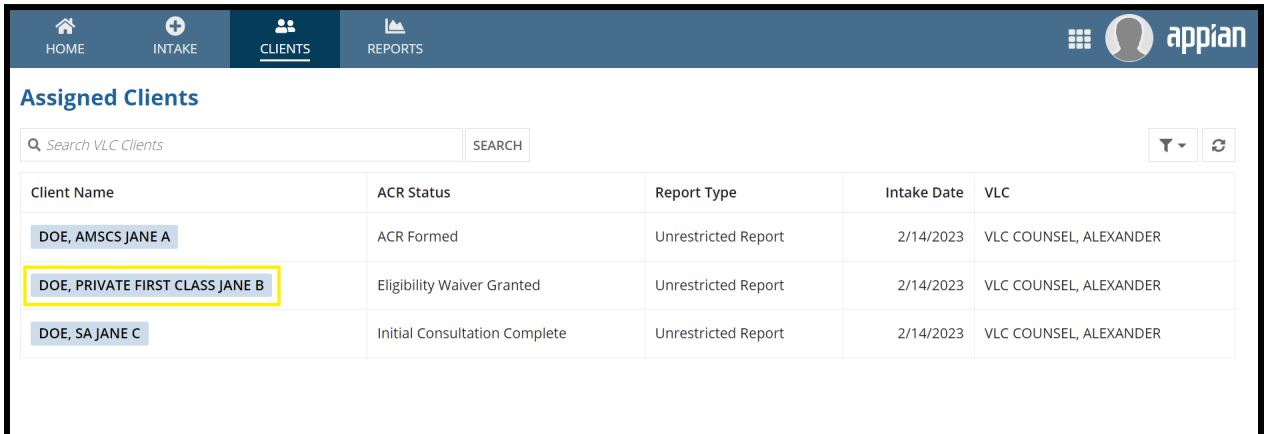 HOME INTAKE CLIENTS REPORTS appian
Assigned Clients
Search VLC Clients SEARCH
Client Name ACR Status Report Type Intake Date VLC
DOE, AMSCS JANE A ACR Formed Unrestricted Report 2/14/2023 VLC COUNSEL, ALEXANDER
DOE, PRIVATE FIRST CLASS JANE B Eligibility Waiver Granted Unrestricted Report 2/14/2023 VLC COUNSEL, ALEXANDER
DOE, SA JANE C Initial Consultation Complete Unrestricted Report 2/14/2023 VLC COUNSEL, ALEXANDER